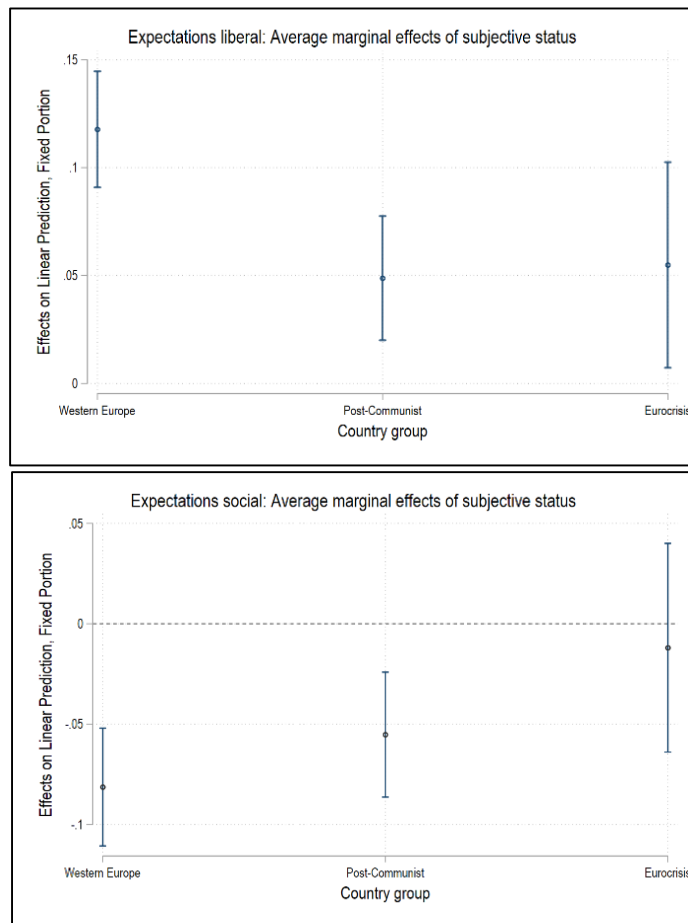 Expectations liberal: Average marginal effects of subjective status
Effects on Linear Prediction, Fixed Portion
.15
.1
.05
0
Western Europe
Post-Communist
Eurocrisis
Country group
Expectations social: Average marginal effects of subjective status
Effects on Linear Prediction, Fixed Portion
.05
0
-.05
-.1
Western Europe
Post-Communist
Eurocrisis
Country group